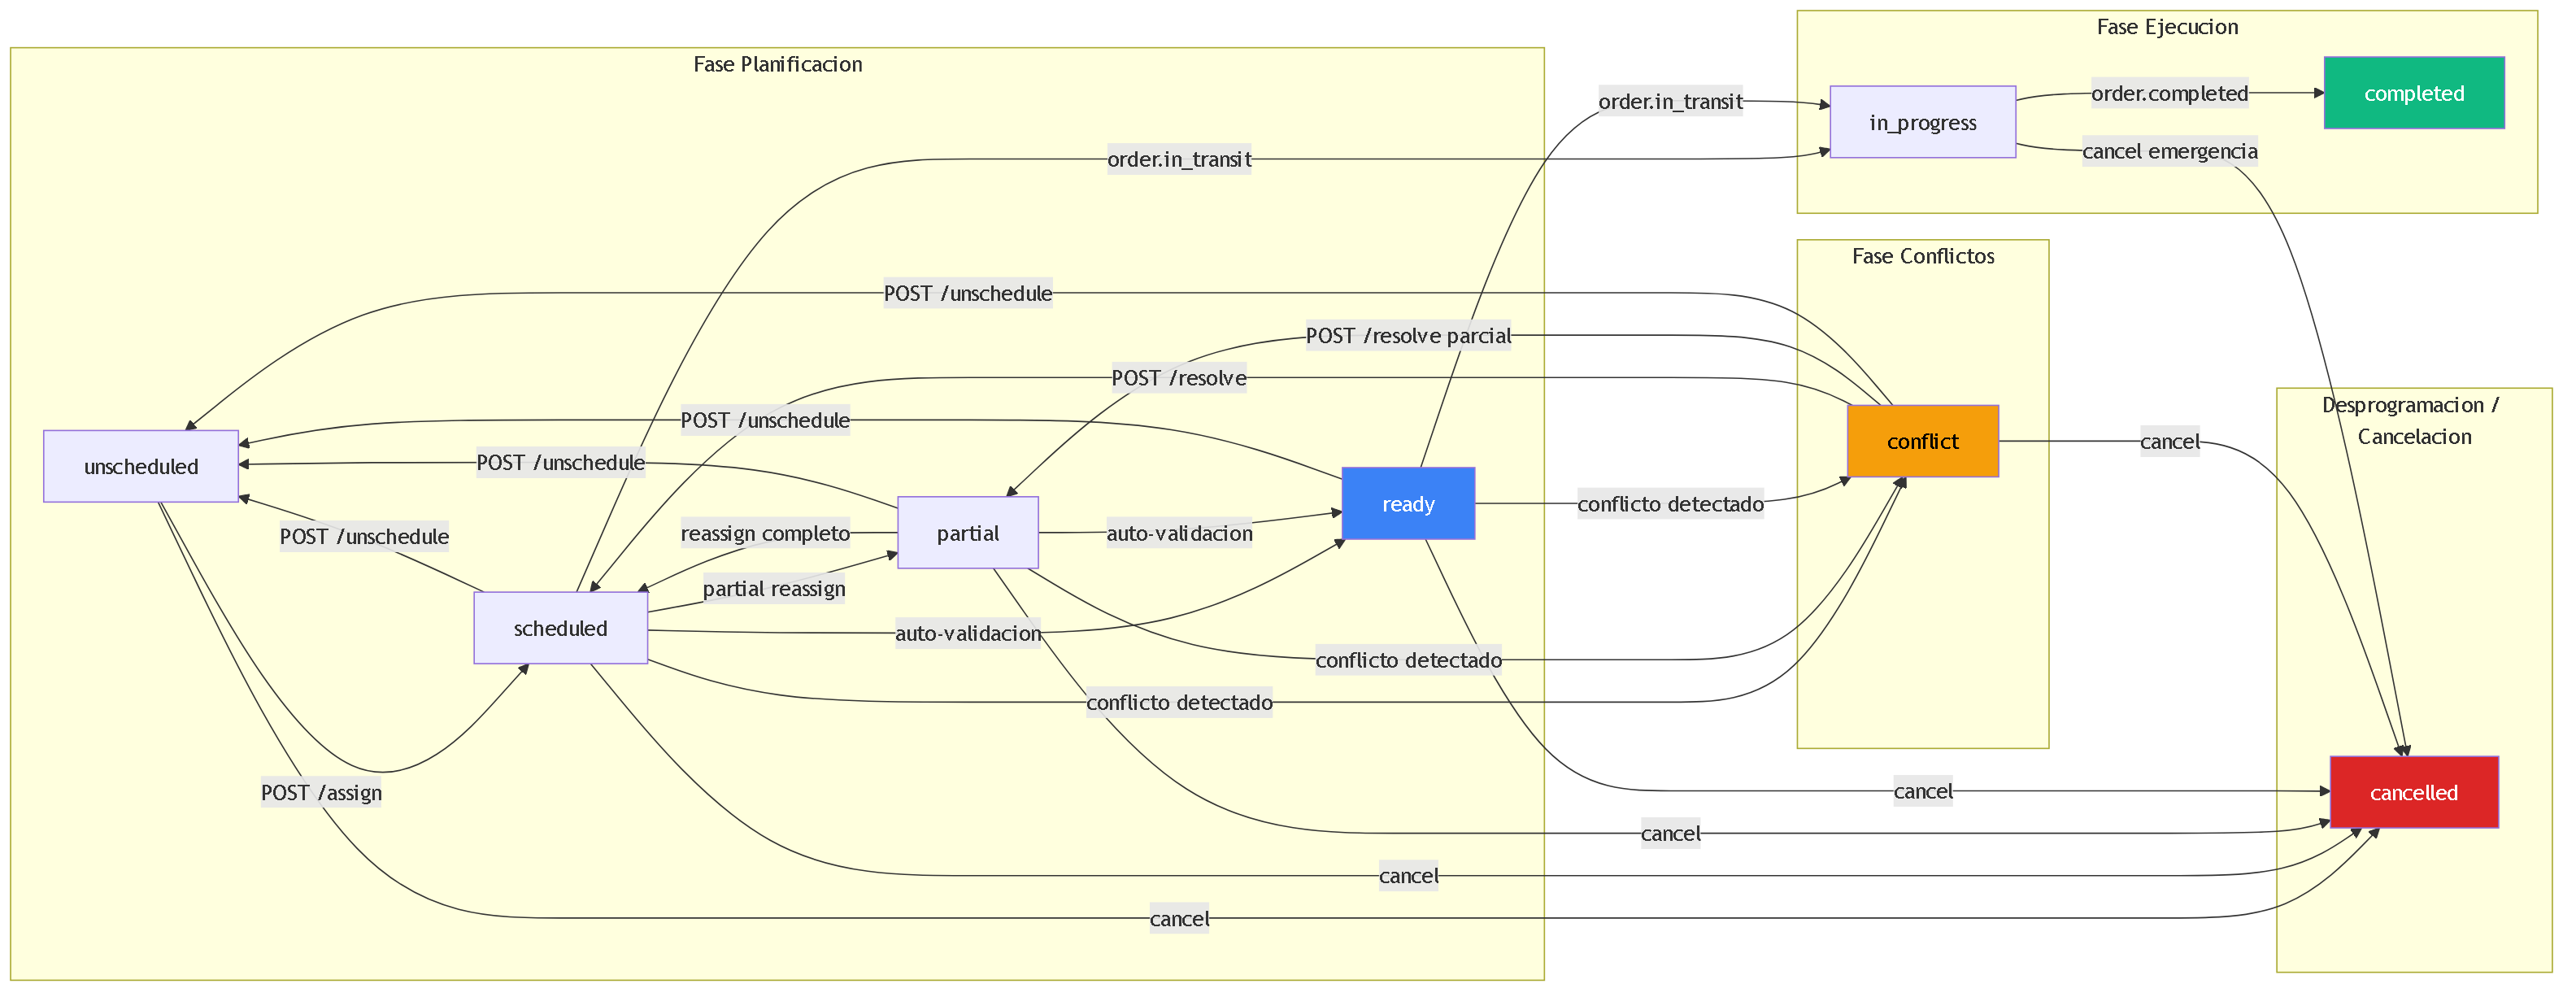 Fase Ejecucion
Fase Planificacion
completed
order.completed
order.in_transit
in_progress
cancel emergencia
order.in_transit
Fase Conflictos
POST /unschedule
POST /resolve parcial
POST /resolve
Desprogramacion /
Cancelacion
POST /unschedule
conflict
cancel
POST /unschedule
unscheduled
ready
conflicto detectado
POST /unschedule
reassign completo
partial
auto-validacion
partial reassign
scheduled
auto-validacion
conflicto detectado
conflicto detectado
POST /assign
cancel
cancelled
cancel
cancel
cancel